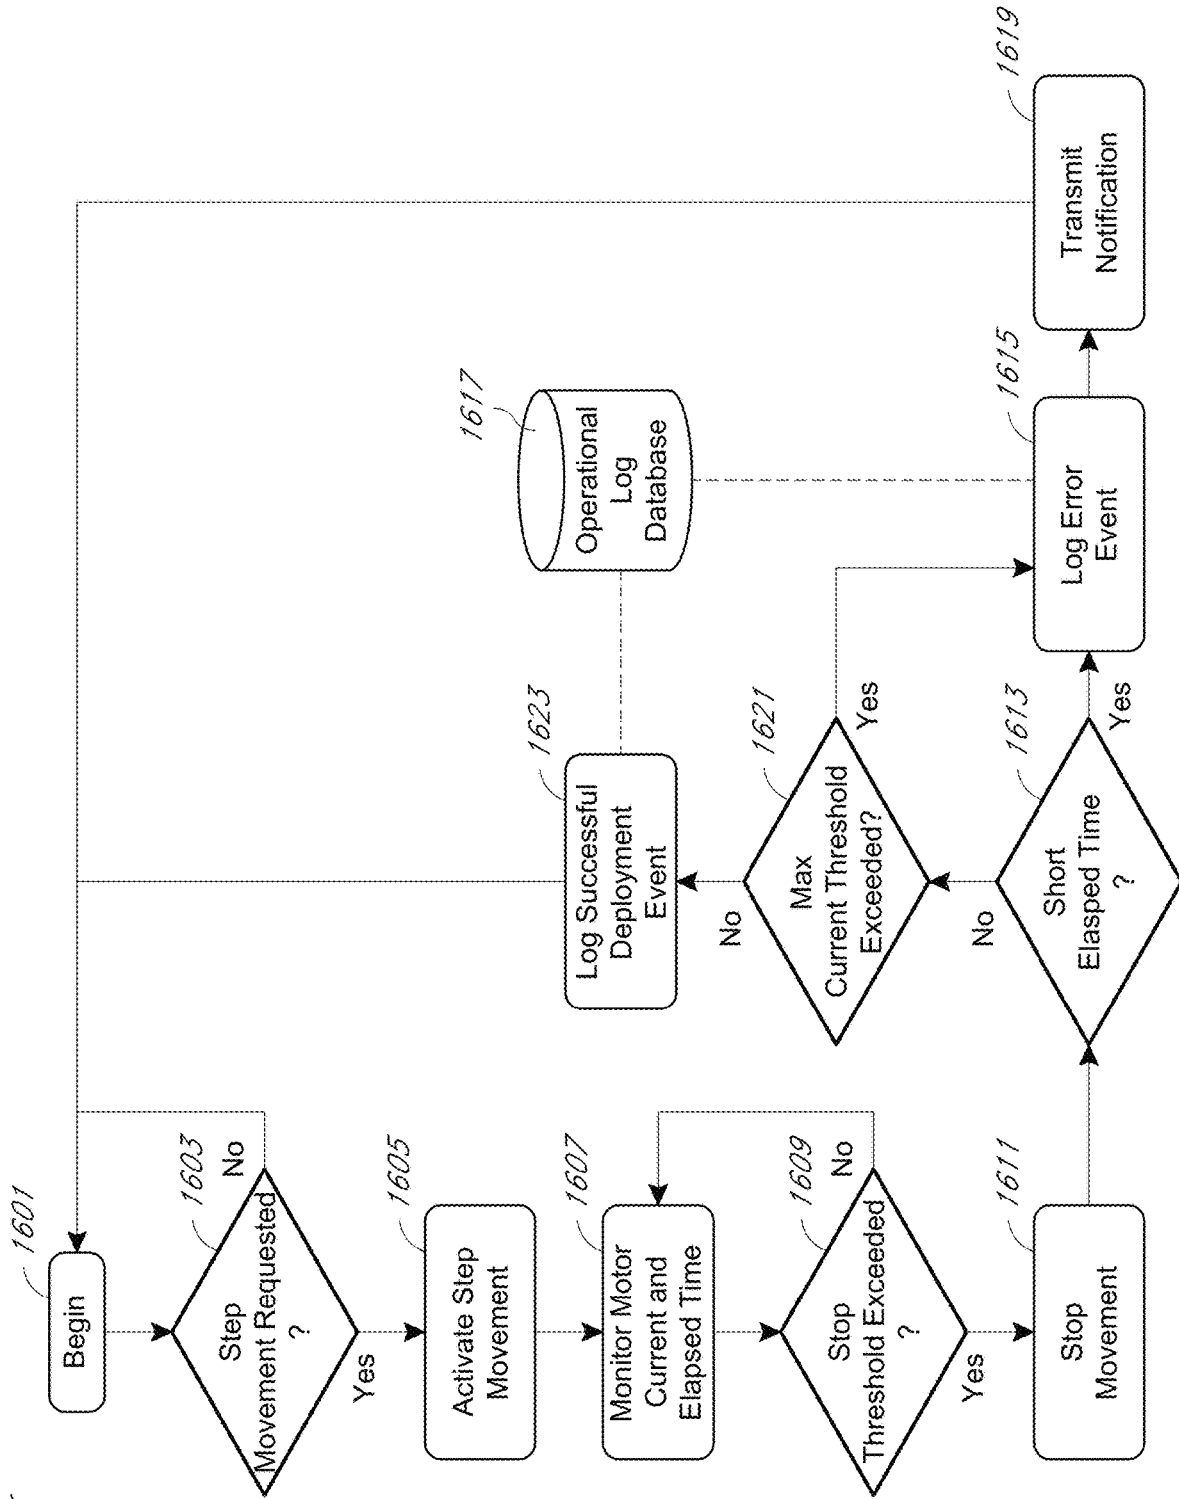 1601
Begin
1603
Step
Movement Requested
?
No
Yes
1605
Activate Step
Movement
1607
Monitor Motor
Current and
Elapsed Time
1609
Stop
Threshold Exceeded
?
No
Yes
1611
Stop
Movement
1613
Short
Elasped Time
?
No
Yes
1621
Max
Current Threshold
Exceeded?
No
Yes
1623
Log Successful
Deployment
Event
1617
Operational
Log
Database
1615
Log Error
Event
1619
Transmit
Notification